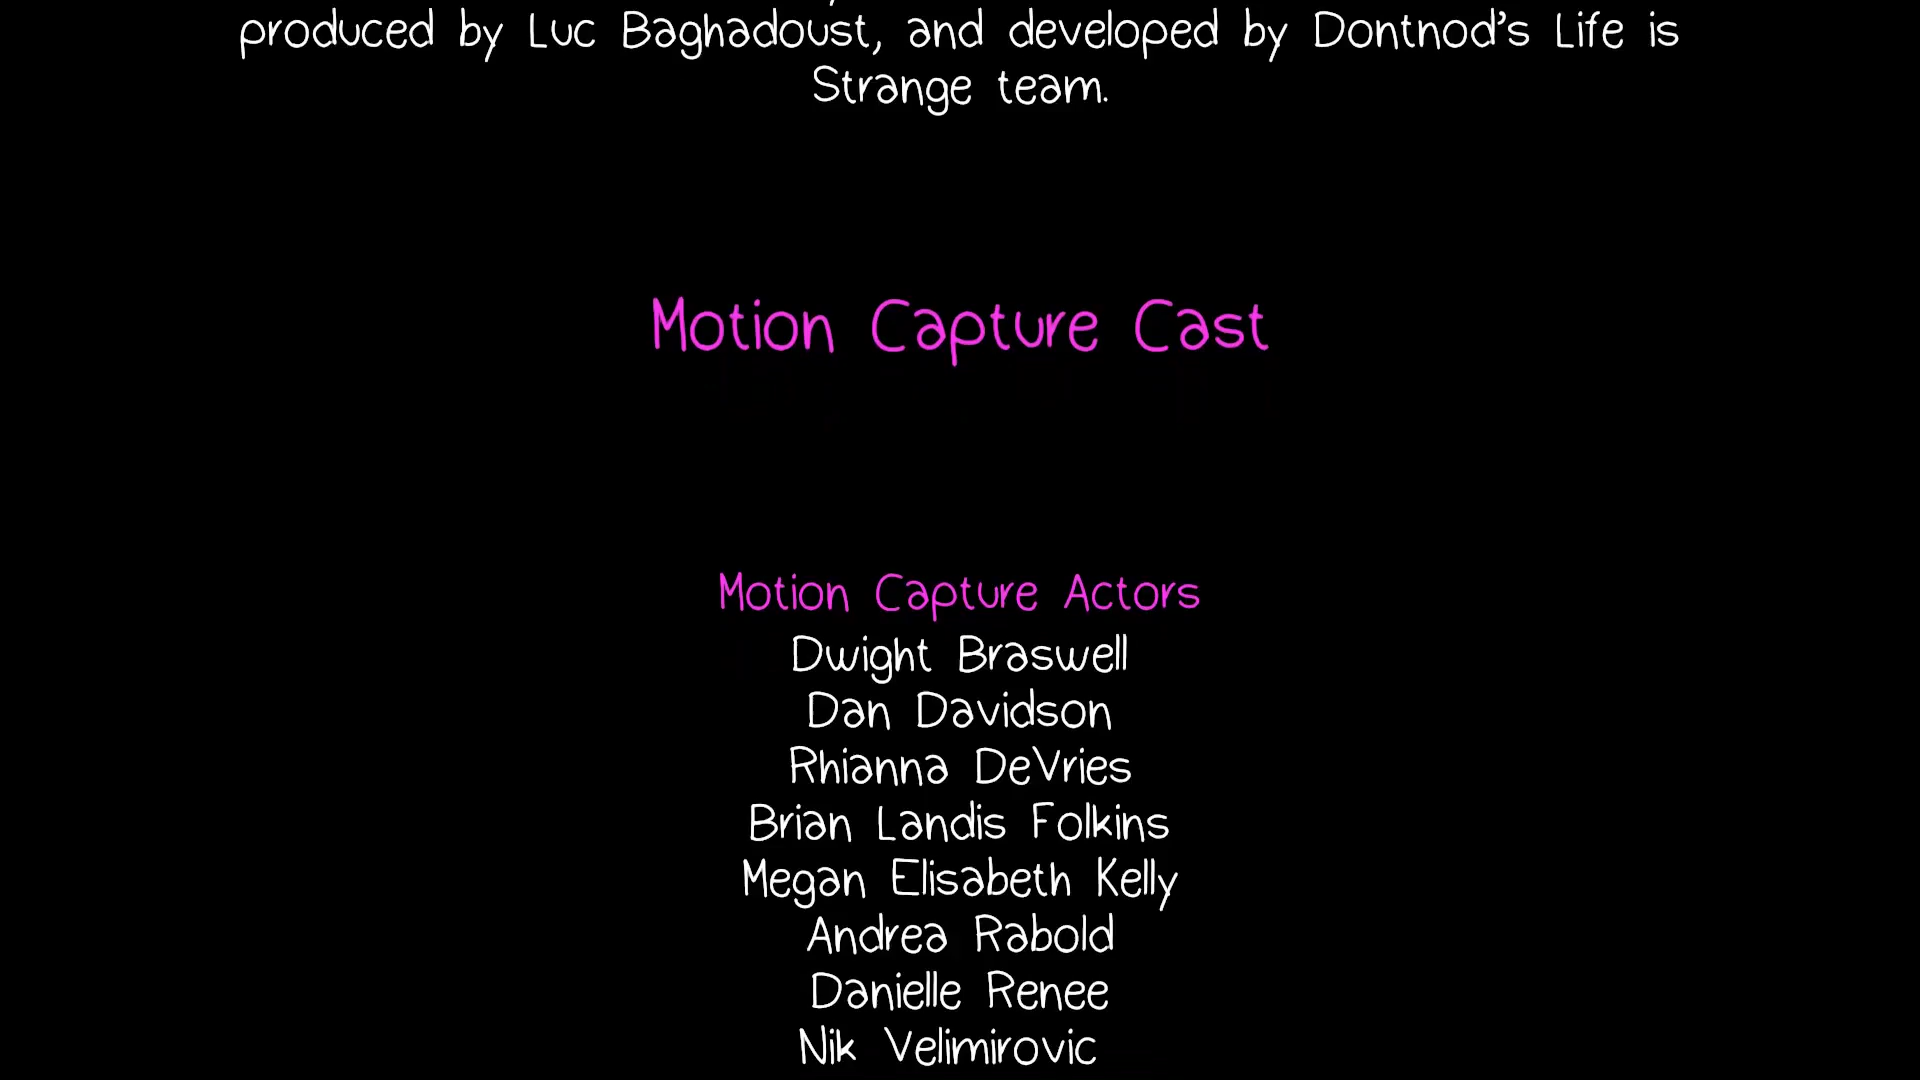 produced by Luc Baghadoust, and developed by Dontnod's Life is
Strange team.
Motion Capture Cast
Motion Capture Actors
Dwight Braswell
Dan Davidson
Rhianna DeVries
Brian Landis Folkins
Megan Elisabeth Kelly
Andrea Rabold
Danielle Renee
Nik Velimirovic